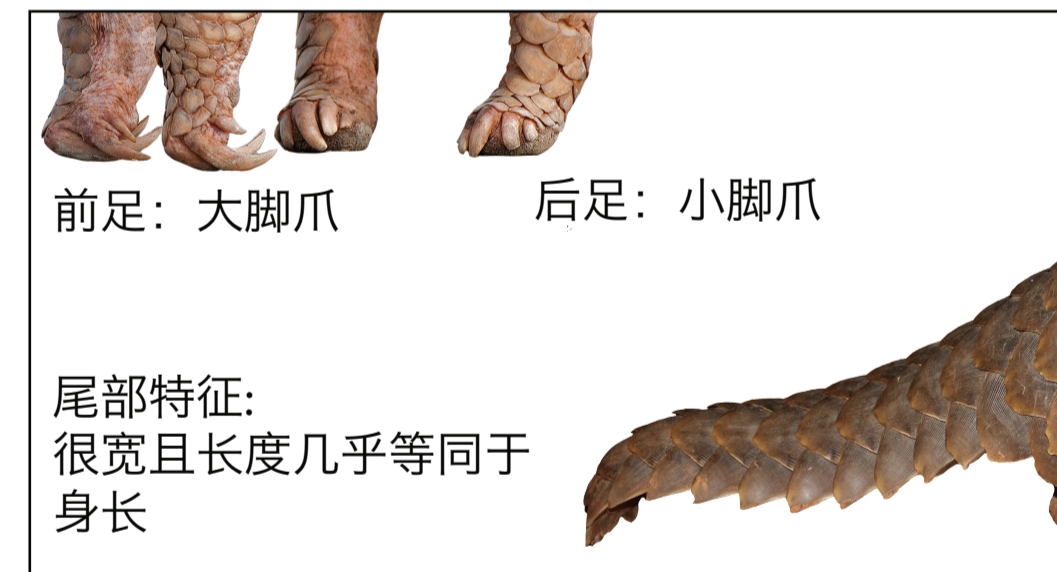 前足：大脚爪
后足：小脚爪
尾部特征:
很宽且长度几乎等同于
身长